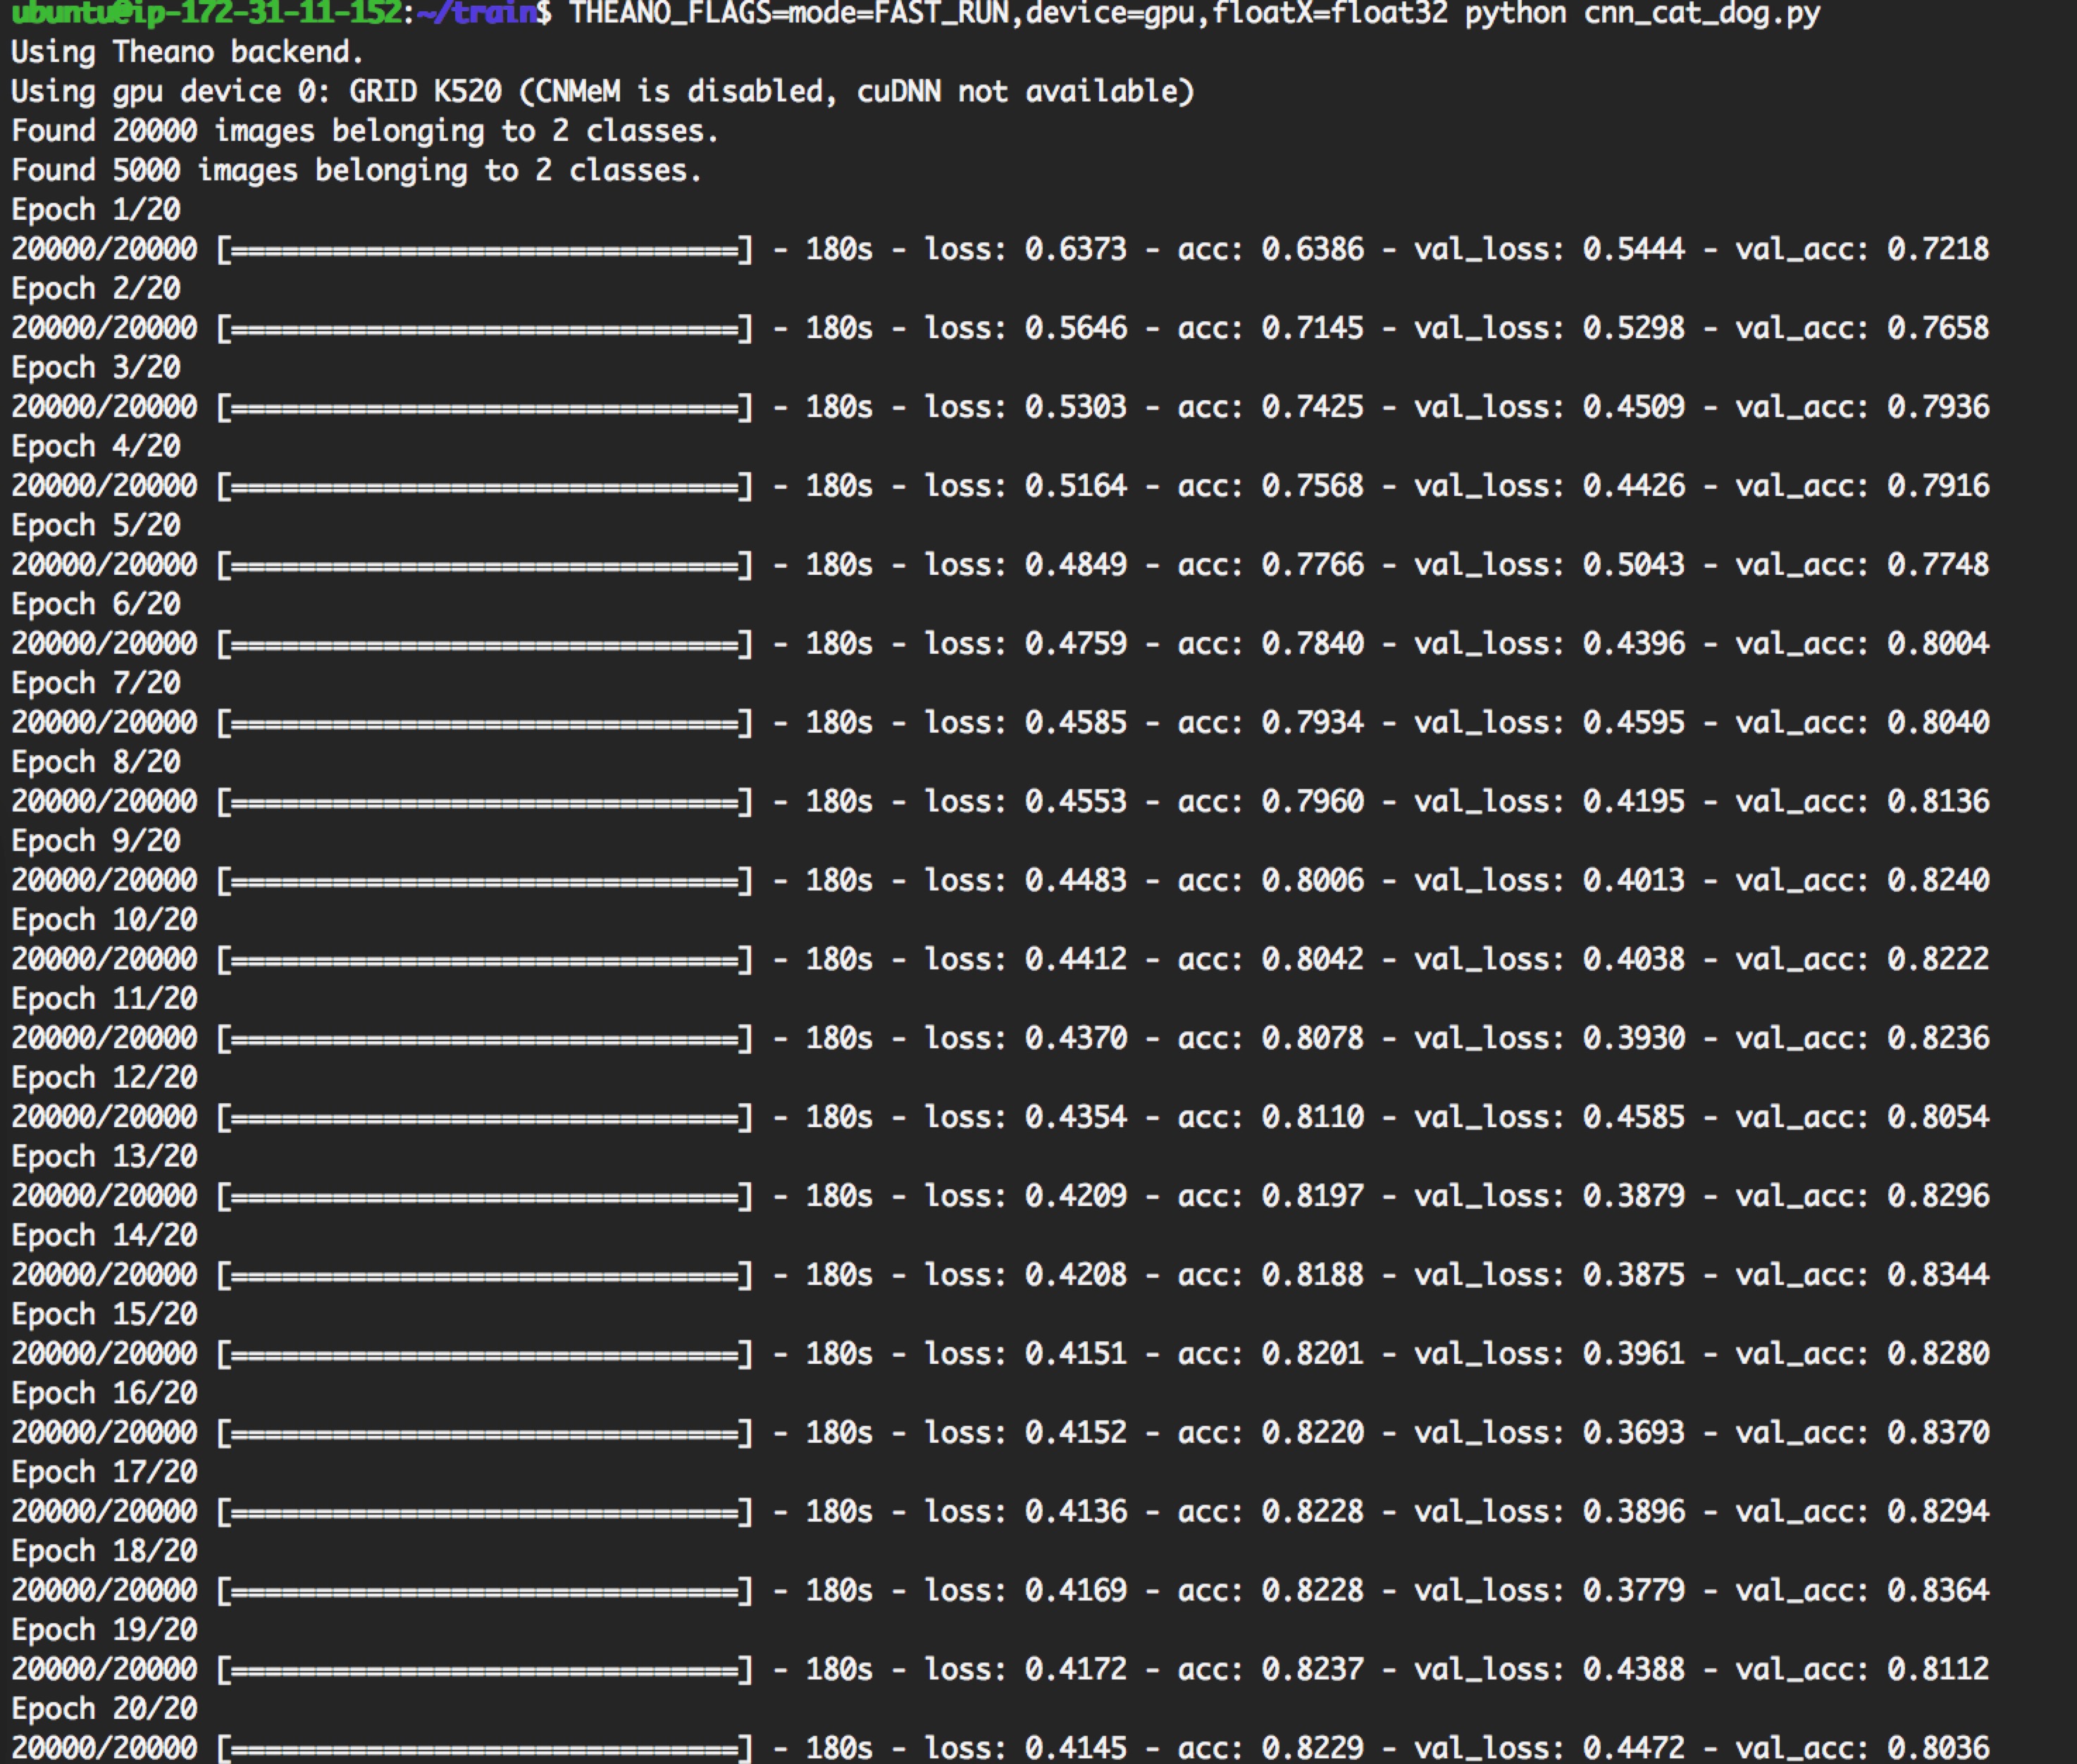 ubuntu@ip-172-31-11-152:~/train$ THEANO_FLAGS=mode=FAST_RUN,device=gpu,floatX=float32 python cnn_cat_dog.py
Using Theano backend.
Using gpu device 0: GRID K520 (CNMeM is disabled, cuDNN not available)
Found 20000 images belonging to 2 classes.
Found 5000 images belonging to 2 classes.
Epoch 1/20
20000/20000 [==============================] - 180s - loss: 0.6373 - acc: 0.6386 - val_loss: 0.5444 - val_acc: 0.7218
Epoch 2/20
20000/20000 [==============================] - 180s - loss: 0.5646 - acc: 0.7145 - val_loss: 0.5298 - val_acc: 0.7658
Epoch 3/20
20000/20000 [==============================] - 180s - loss: 0.5303 - acc: 0.7425 - val_loss: 0.4509 - val_acc: 0.7936
Epoch 4/20
20000/20000 [==============================] - 180s - loss: 0.5164 - acc: 0.7568 - val_loss: 0.4426 - val_acc: 0.7916
Epoch 5/20
20000/20000 [==============================] - 180s - loss: 0.4849 - acc: 0.7766 - val_loss: 0.5043 - val_acc: 0.7748
Epoch 6/20
20000/20000 [==============================] - 180s - loss: 0.4759 - acc: 0.7840 - val_loss: 0.4396 - val_acc: 0.8004
Epoch 7/20
20000/20000 [==============================] - 180s - loss: 0.4585 - acc: 0.7934 - val_loss: 0.4595 - val_acc: 0.8040
Epoch 8/20
20000/20000 [==============================] - 180s - loss: 0.4553 - acc: 0.7960 - val_loss: 0.4195 - val_acc: 0.8136
Epoch 9/20
20000/20000 [==============================] - 180s - loss: 0.4483 - acc: 0.8006 - val_loss: 0.4013 - val_acc: 0.8240
Epoch 10/20
20000/20000 [==============================] - 180s - loss: 0.4412 - acc: 0.8042 - val_loss: 0.4038 - val_acc: 0.8222
Epoch 11/20
20000/20000 [==============================] - 180s - loss: 0.4370 - acc: 0.8078 - val_loss: 0.3930 - val_acc: 0.8236
Epoch 12/20
20000/20000 [==============================] - 180s - loss: 0.4354 - acc: 0.8110 - val_loss: 0.4585 - val_acc: 0.8054
Epoch 13/20
20000/20000 [==============================] - 180s - loss: 0.4209 - acc: 0.8197 - val_loss: 0.3879 - val_acc: 0.8296
Epoch 14/20
20000/20000 [==============================] - 180s - loss: 0.4208 - acc: 0.8188 - val_loss: 0.3875 - val_acc: 0.8344
Epoch 15/20
20000/20000 [==============================] - 180s - loss: 0.4151 - acc: 0.8201 - val_loss: 0.3961 - val_acc: 0.8280
Epoch 16/20
20000/20000 [==============================] - 180s - loss: 0.4152 - acc: 0.8220 - val_loss: 0.3693 - val_acc: 0.8370
Epoch 17/20
20000/20000 [==============================] - 180s - loss: 0.4136 - acc: 0.8228 - val_loss: 0.3896 - val_acc: 0.8294
Epoch 18/20
20000/20000 [==============================] - 180s - loss: 0.4169 - acc: 0.8228 - val_loss: 0.3779 - val_acc: 0.8364
Epoch 19/20
20000/20000 [==============================] - 180s - loss: 0.4172 - acc: 0.8237 - val_loss: 0.4388 - val_acc: 0.8112
Epoch 20/20
20000/20000 [==============================] - 180s - loss: 0.4145 - acc: 0.8229 - val_loss: 0.4472 - val_acc: 0.8036